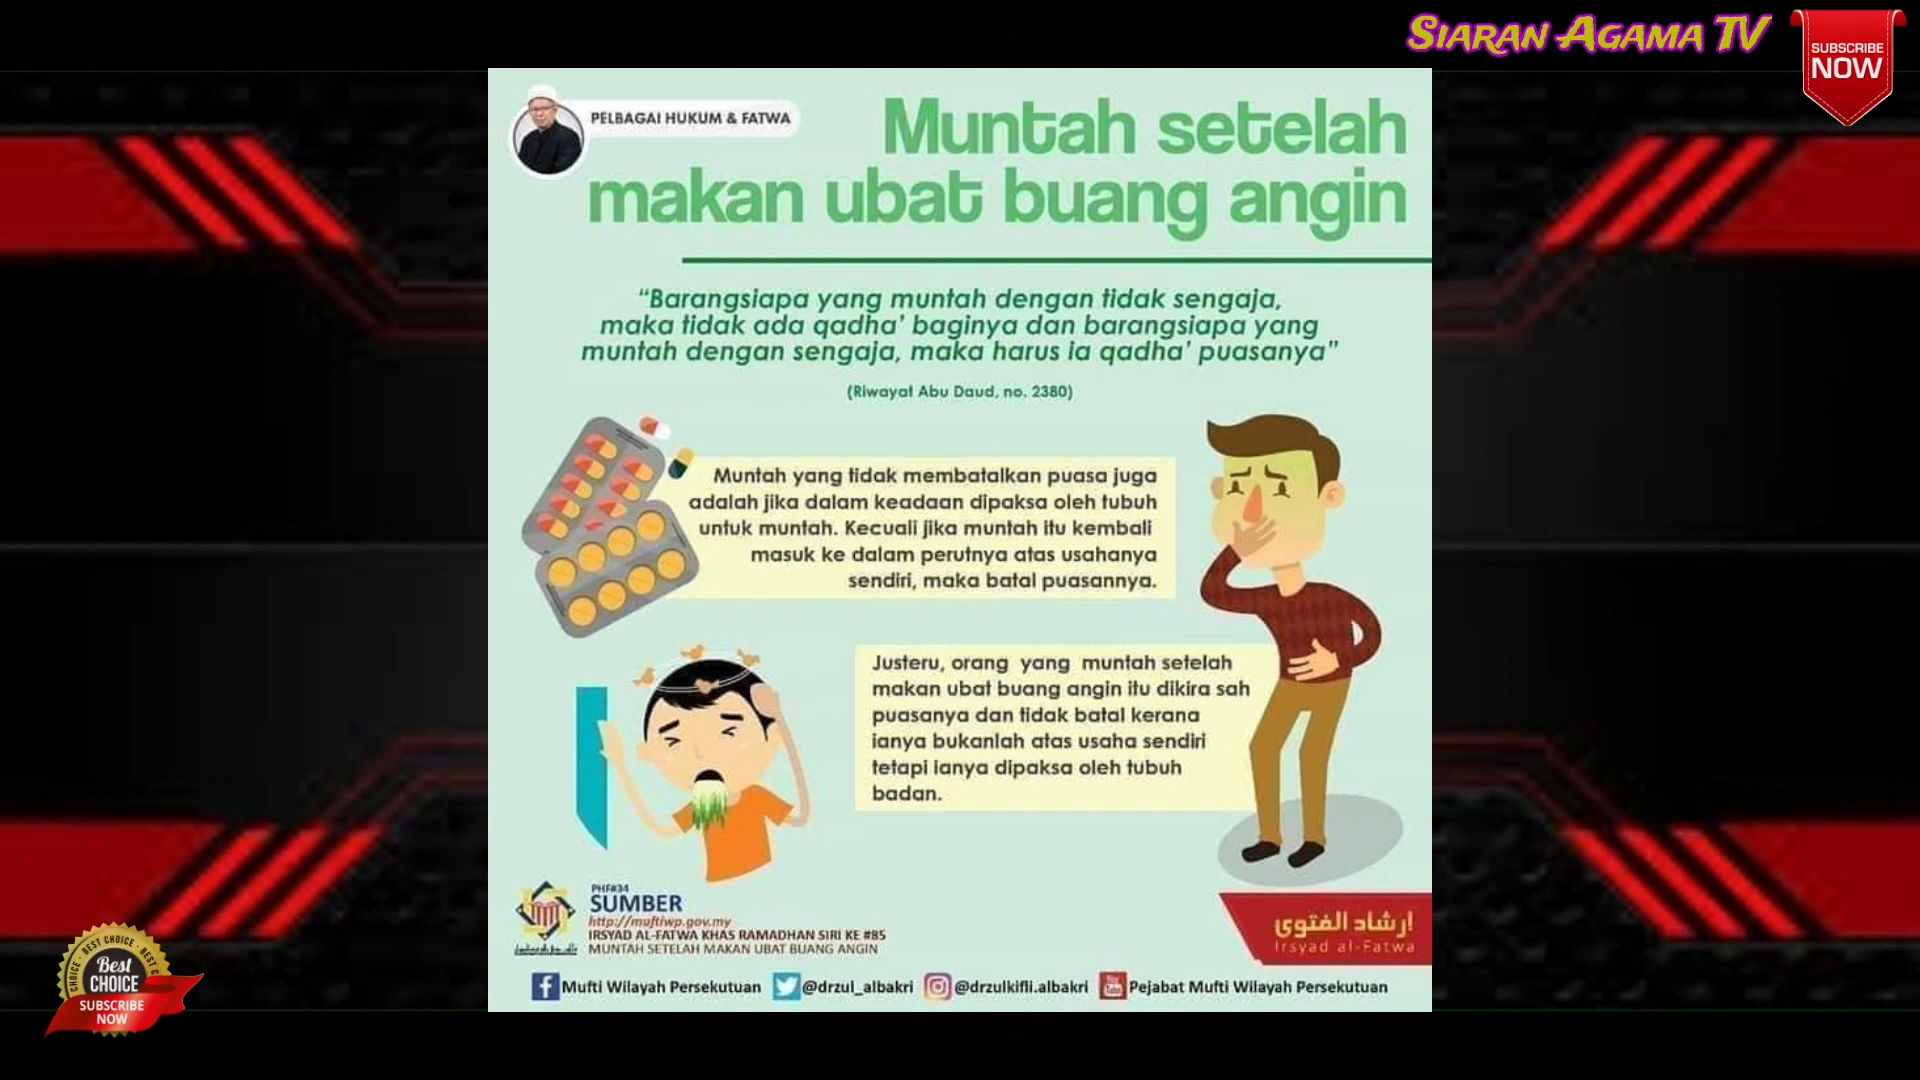 SIARAN AGAMA TV
SUBSCRIBE
NOW
PELBAGAI HUKUM & FATWA
Muntah setelah
makan ubat buang angin
“Barangsiapa yang muntah dengan tidak sengaja,
maka tidak ada qadha’ baginya dan barangsiapa yang
muntah dengan sengaja, maka harus ia qadha’ puasanya”
(Riwayat Abu Daud, no. 2380)
Muntah yang tidak membatalkan puasa juga
adalah jika dalam keadaan dipaksa oleh tubuh
untuk muntah. Kecuali jika muntah itu kembali
masuk ke dalam perutnya atas usahanya
sendiri, maka batal puasannya.
Justeru, orang yang muntah setelah
makan ubat buang angin itu dikira sah
puasanya dan tidak batal kerana
ianya bukanlah atas usaha sendiri
tetapi ianya dipaksa oleh tubuh
badan.
PHF#34
SUMBER
http://muftiwp.gov.my
IRSYAD AL-FATWA KHAS RAMADHAN SIRI KE #85
MUNTAH SETELAH MAKAN UBAT BUANG ANGIN
ارشاد الفتوى
Irsyad al-Fatwa
Mufti Wilayah Persekutuan
@drzul_albakri
@drzulkifli.albakri
Pejabat Mufti Wilayah Persekutuan
BEST CHOICE
Best
CHOICE
SUBSCRIBE
NOW